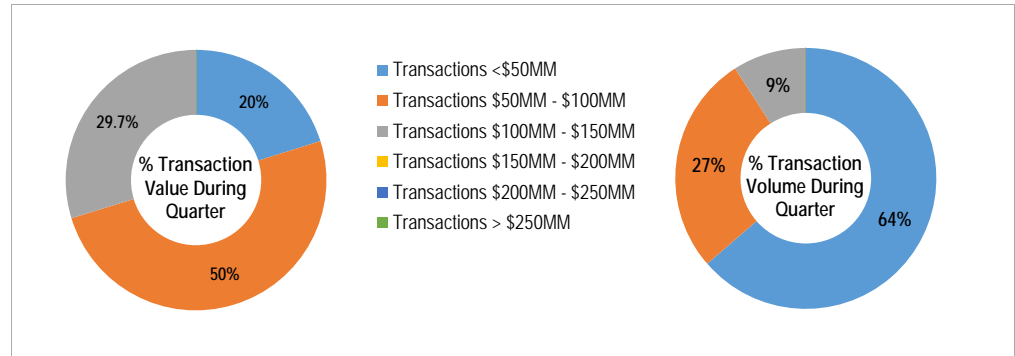 29.7%
20%
50%
% Transaction
Value During
Quarter
Transactions <$50MM
Transactions $50MM - $100MM
Transactions $100MM - $150MM
Transactions $150MM - $200MM
Transactions $200MM - $250MM
Transactions > $250MM
9%
27%
64%
% Transaction
Volume During
Quarter